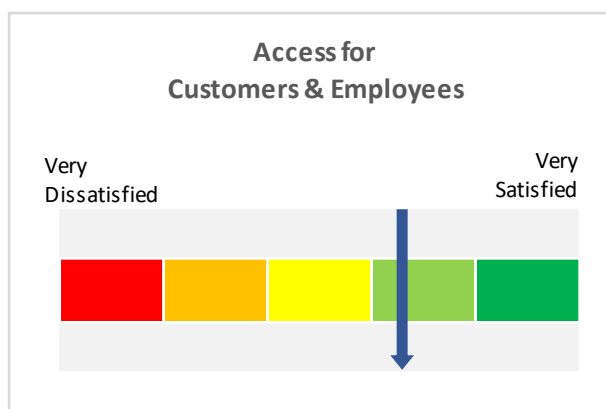 Access for
Customers & Employees
Very
Dissatisfied
Very
Satisfied